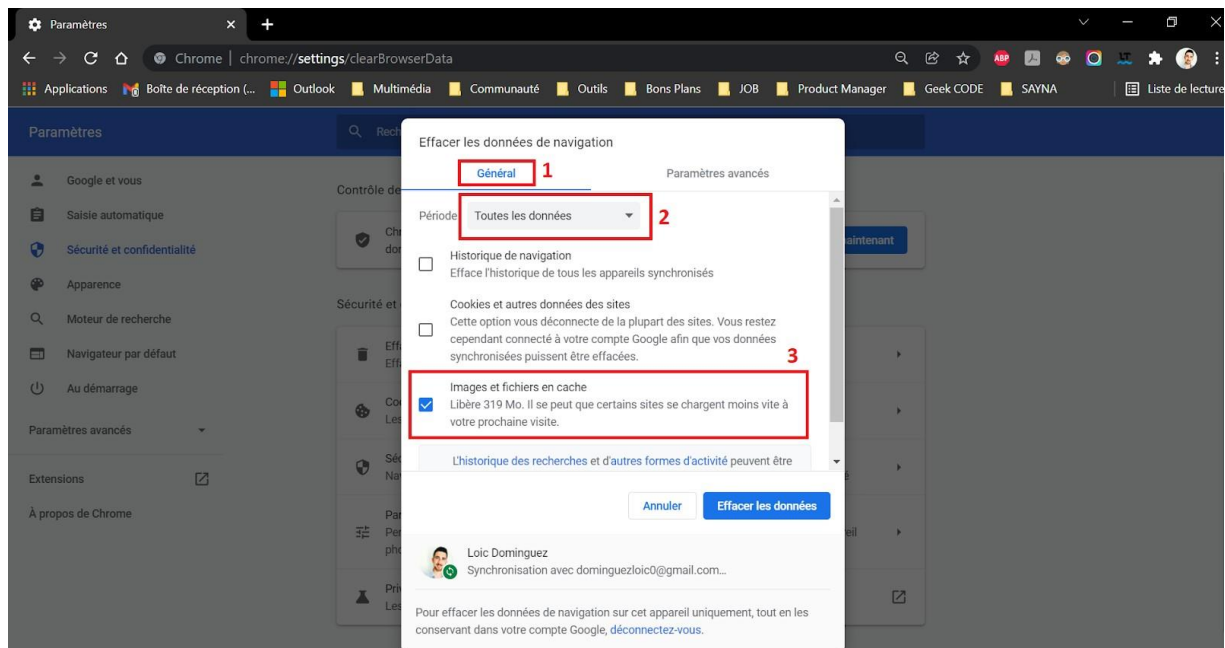 Paramètres
Chrome | chrome://settings/clearBrowserData
ABP
Applications
Boîte de réception (...
Outlook
Multimédia
Communauté
Outils
Bons Plans
JOB
Product Manager
Geek CODE
SAYNA
Liste de lecture
Paramètres
Rech
Google et vous
Saisie automatique
Sécurité et confidentialité
Apparence
Moteur de recherche
Navigateur par défaut
Au démarrage
Paramètres avancés
Extensions
À propos de Chrome
Contrôle de
Sécurité et
Effacer les données de navigation
Général
1
Paramètres avancés
Période
Toutes les données
2
Historique de navigation
Efface l'historique de tous les appareils synchronisés
Cookies et autres données des sites
Cette option vous déconnecte de la plupart des sites. Vous restez
cependant connecté à votre compte Google afin que vos données
synchronisées puissent être effacées.
3
Images et fichiers en cache
Libère 319 Mo. Il se peut que certains sites se chargent moins vite à
votre prochaine visite.
L'historique des recherches et d'autres formes d'activité peuvent être
Annuler
Effacer les données
Loic Dominguez
Synchronisation avec dominguezloic0@gmail.com...
Pour effacer les données de navigation sur cet appareil uniquement, tout en les
conservant dans votre compte Google, déconnectez-vous.